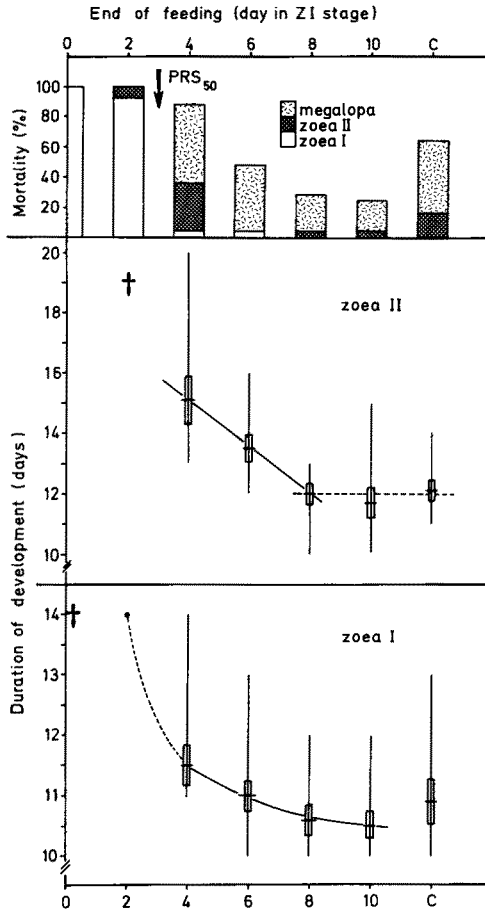 End of feeding (day in ZI stage)
0 2 4 6 8 10 C
PRS50
Mortality (%)
100
80
60
40
20
megalopa
zoea II
zoea I
Duration of development (days)
20
18
16
14
12
10
zoea II
14
13
12
11
10
zoea I
0 2 4 6 8 10 C